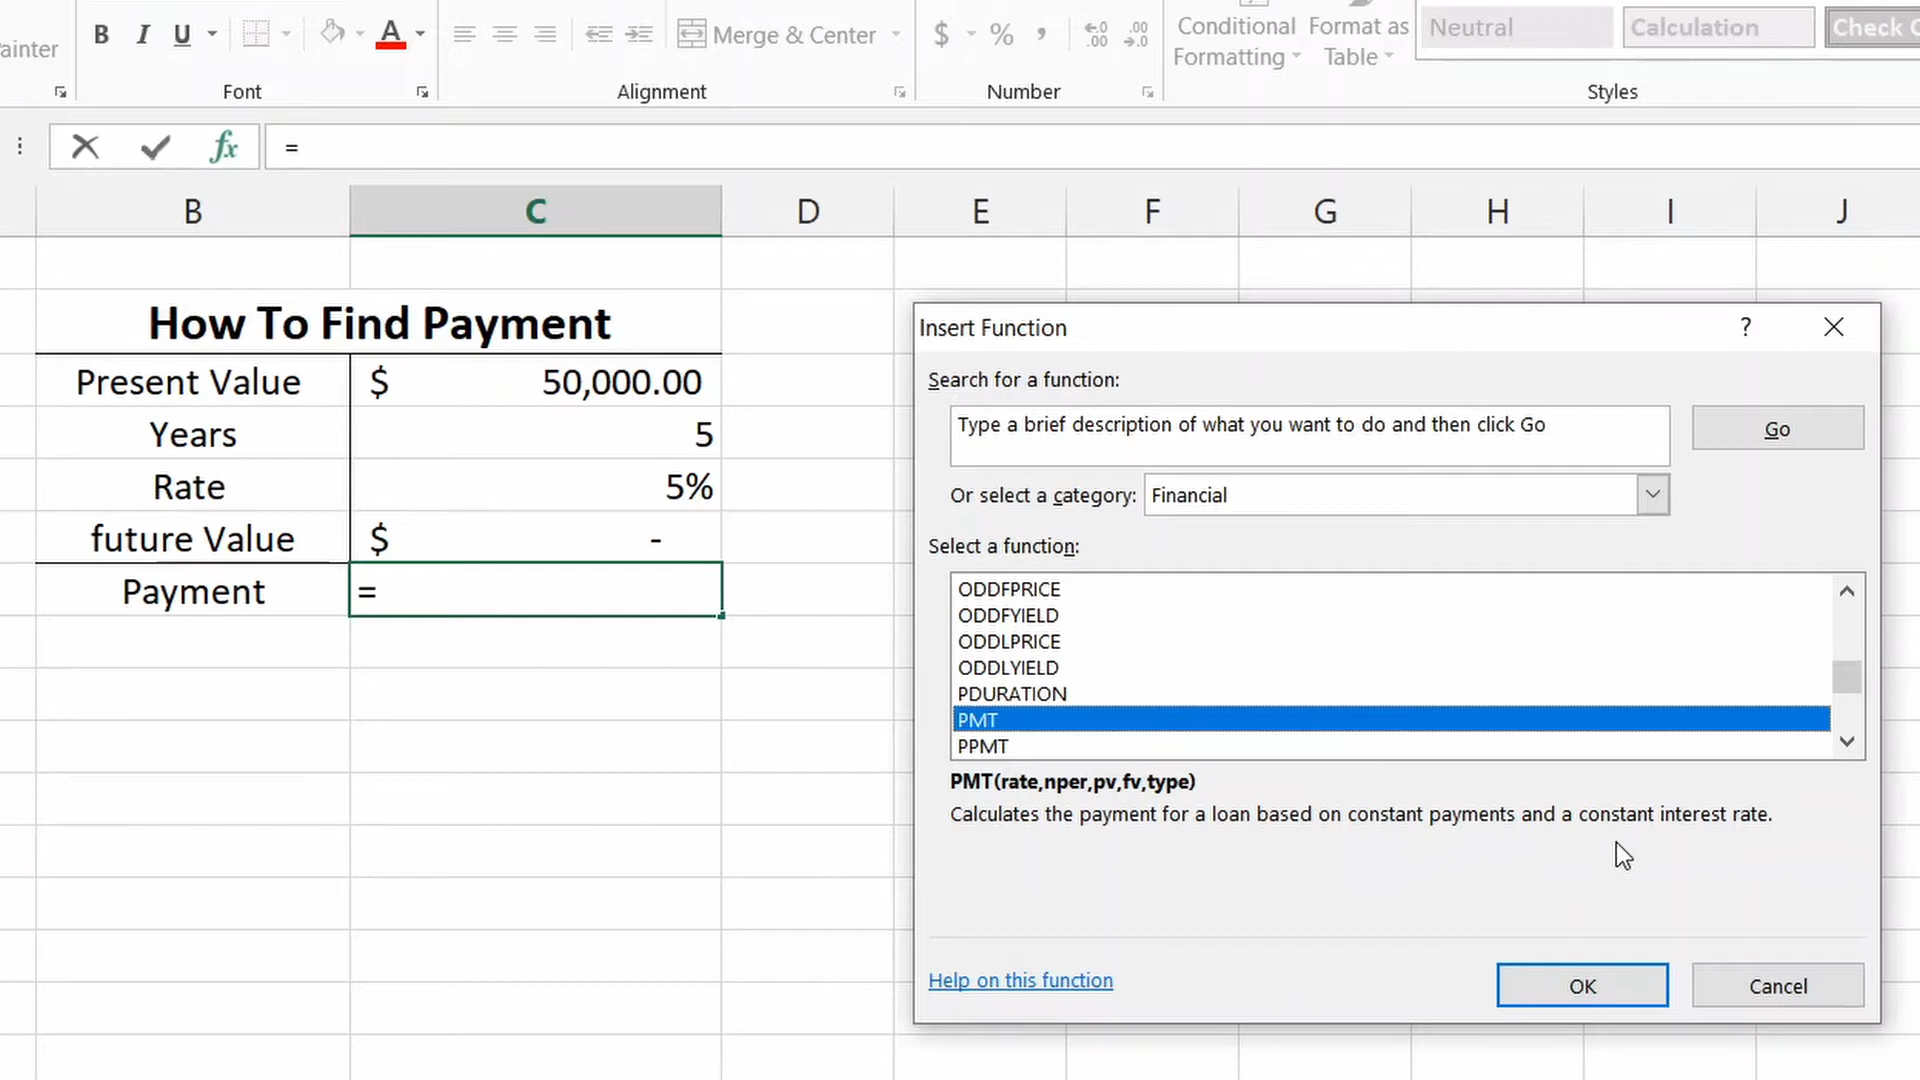 ainter
B I U A
Merge & Center
$ % , .00 .00
Conditional Formatting
Format as Table
Neutral
Calculation
Check C
Font
Alignment
Number
Styles
fx =
B C D E F G H I J
How To Find Payment
Present Value $ 50,000.00
Years 5
Rate 5%
future Value $ -
Payment =
Insert Function ?
Search for a function:
Type a brief description of what you want to do and then click Go
Go
Or select a category: Financial
Select a function:
ODDFPRICE
ODDFYIELD
ODDLPRICE
ODDLYIELD
PDURATION
PMT
PPMT
PMT(rate,nper,pv,fv,type)
Calculates the payment for a loan based on constant payments and a constant interest rate.
Help on this function
OK
Cancel